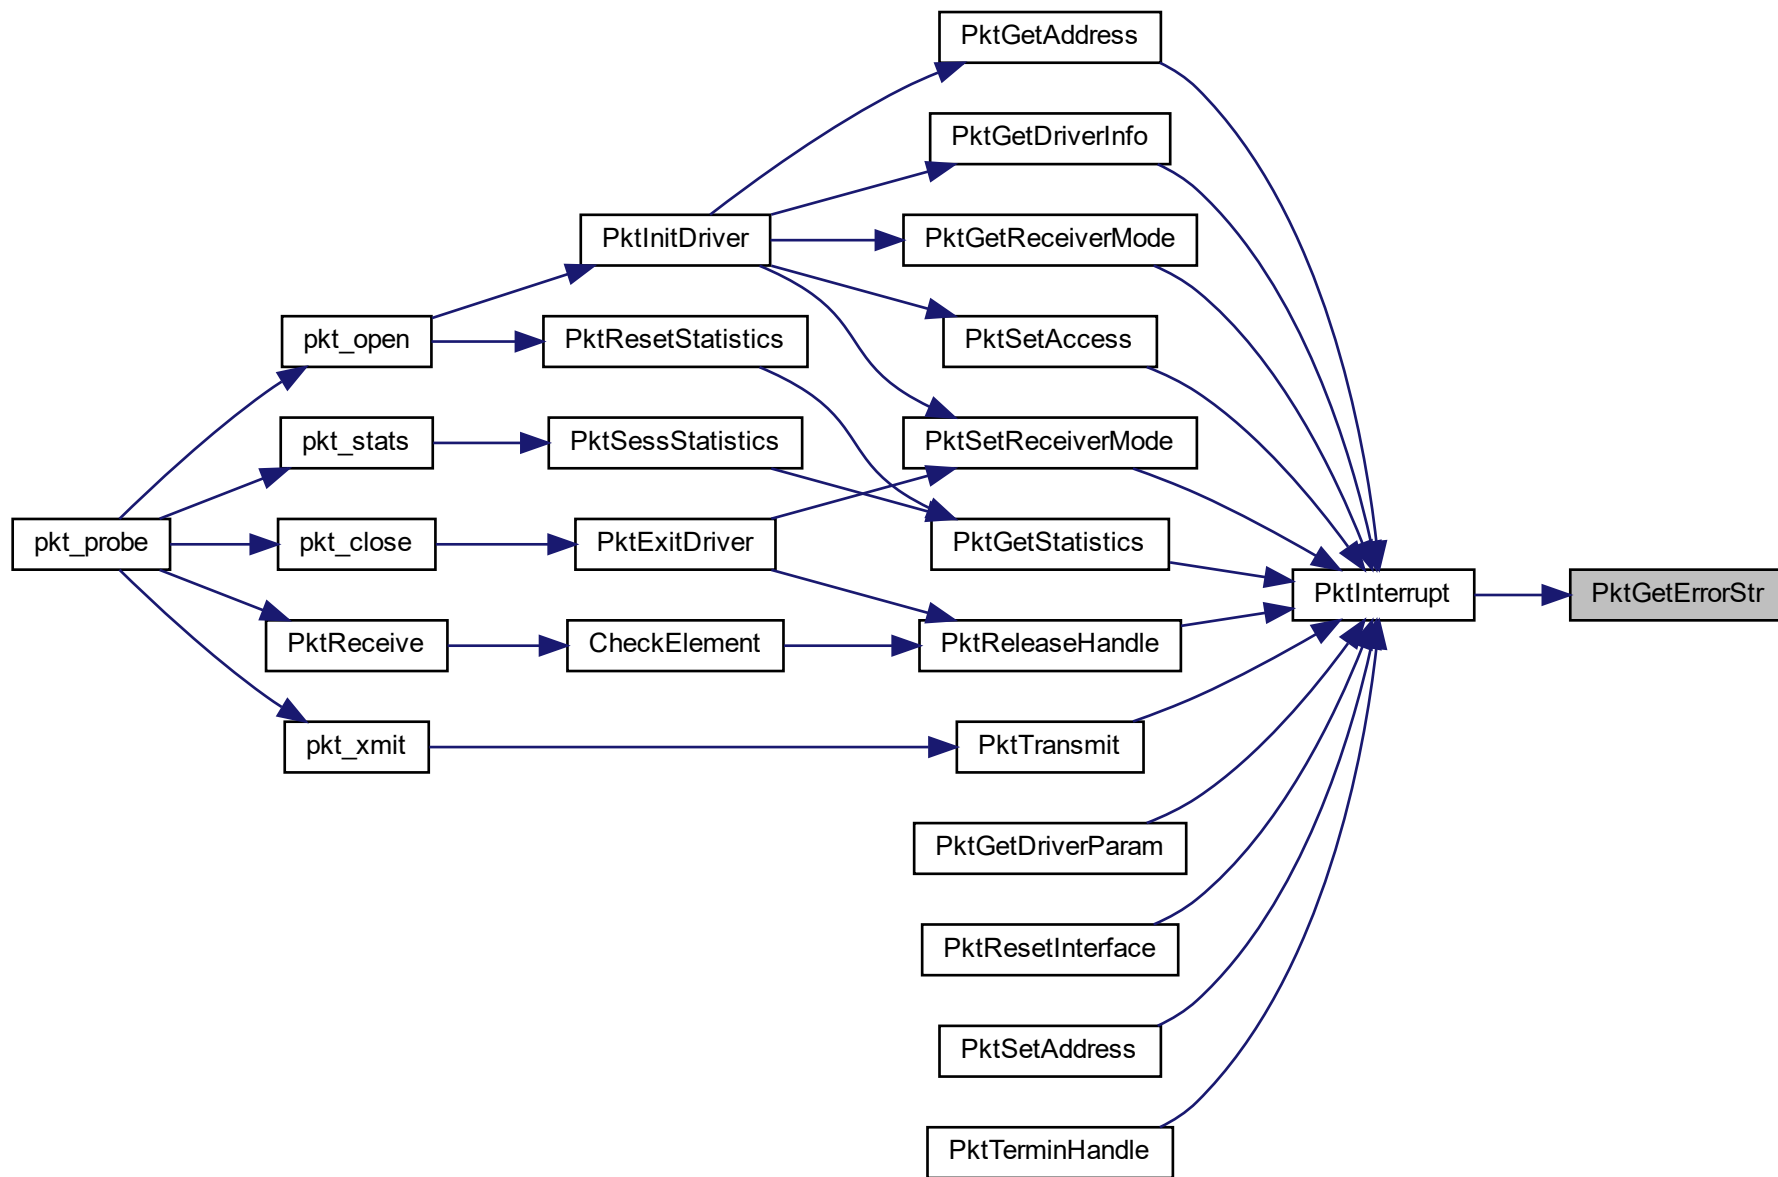 PktGetAddress
PktGetDriverInfo
PktInitDriver
PktGetReceiverMode
pkt_open
PktResetStatistics
PktSetAccess
pkt_stats
PktSessStatistics
PktSetReceiverMode
pkt_probe
pkt_close
PktExitDriver
PktGetStatistics
PktInterrupt
PktGetErrorStr
PktReceive
CheckElement
PktReleaseHandle
pkt_xmit
PktTransmit
PktGetDriverParam
PktResetInterface
PktSetAddress
PktTerminHandle